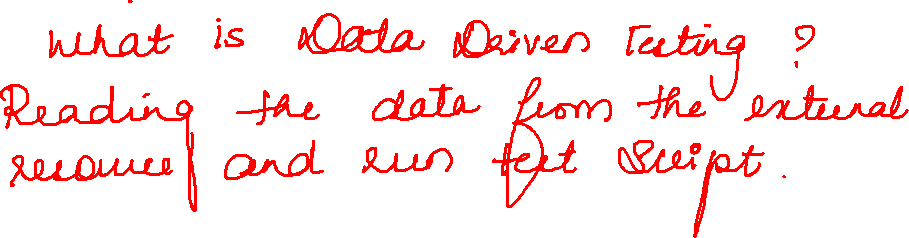 What is Data Driven Testing ?
Reading the data from the external
resource and run test Script.